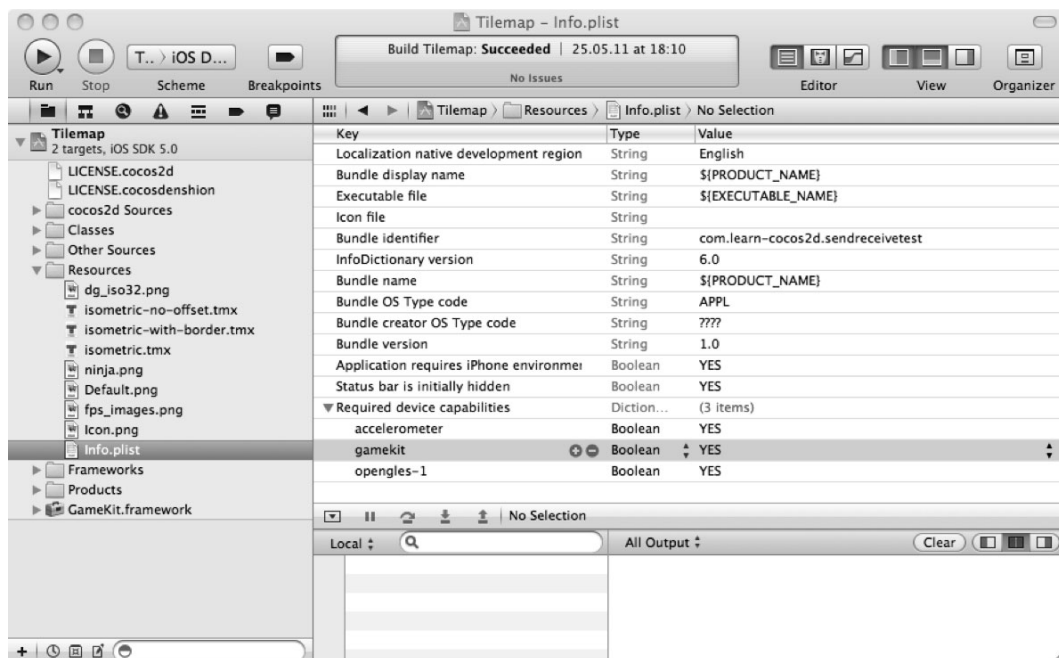 Tilemap – Info.plist
Build Tilemap: Succeeded | 25.05.11 at 18:10
No Issues
T.. › iOS D...
Run Stop Scheme Breakpoints Editor View Organizer
Tilemap › Resources › Info.plist › No Selection
Tilemap
2 targets, iOS SDK 5.0
LICENSE.cocos2d
LICENSE.cocosdenshion
cocos2d Sources
Classes
Other Sources
Resources
dg_iso32.png
isometric-no-offset.tmx
isometric-with-border.tmx
isometric.tmx
ninja.png
Default.png
fps_images.png
Icon.png
Info.plist
Frameworks
Products
GameKit.framework
Key Type Value
Localization native development region String English
Bundle display name String ${PRODUCT_NAME}
Executable file String ${EXECUTABLE_NAME}
Icon file String
Bundle identifier String com.learn-cocos2d.sendreceivetest
InfoDictionary version String 6.0
Bundle name String ${PRODUCT_NAME}
Bundle OS Type code String APPL
Bundle creator OS Type code String ????
Bundle version String 1.0
Application requires iPhone environmer Boolean YES
Status bar is initially hidden Boolean YES
Required device capabilities Diction... (3 items)
accelerometer Boolean YES
gamekit Boolean YES
opengles-1 Boolean YES
No Selection
Local All Output Clear